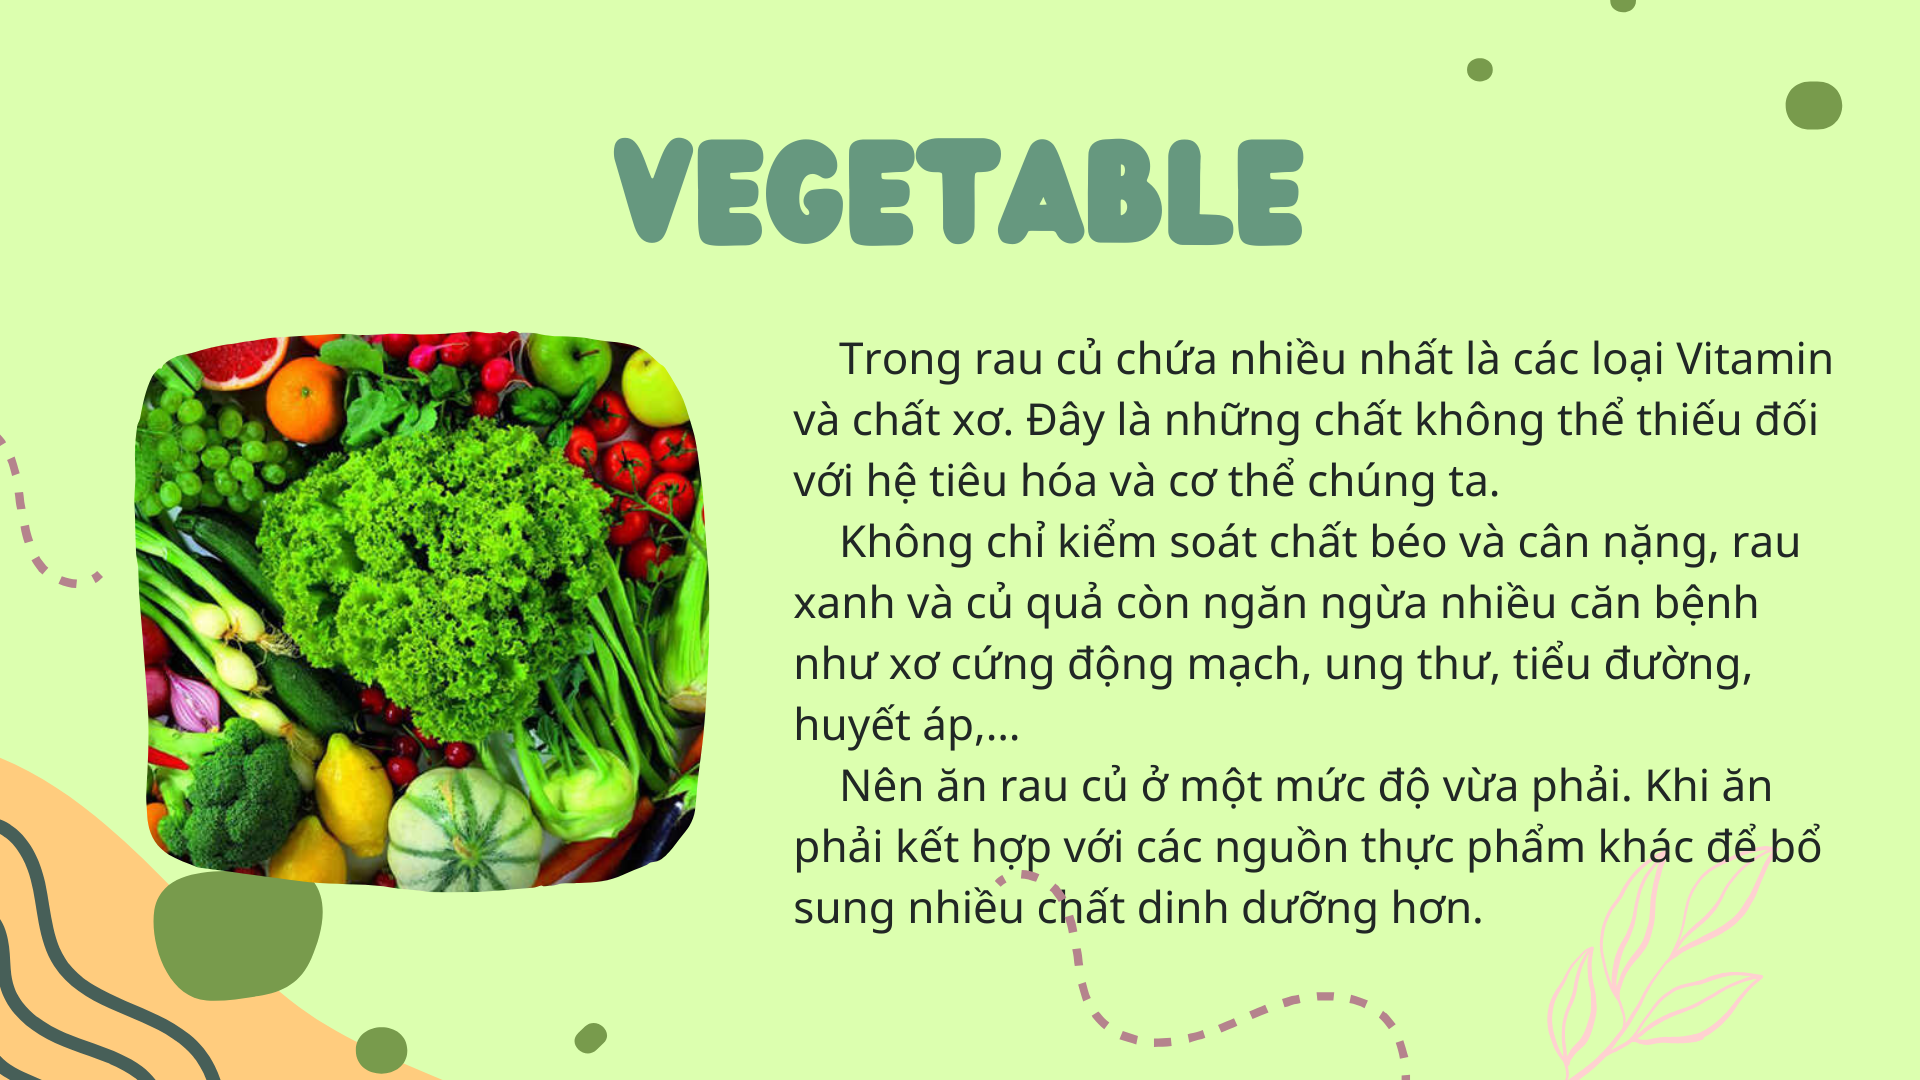 VEGETABLE
Trong rau củ chứa nhiều nhất là các loại Vitamin
và chất xơ. Đây là những chất không thể thiếu đối
với hệ tiêu hóa và cơ thể chúng ta.
Không chỉ kiểm soát chất béo và cân nặng, rau
xanh và củ quả còn ngăn ngừa nhiều căn bệnh
như xơ cứng động mạch, ung thư, tiểu đường,
huyết áp,...
Nên ăn rau củ ở một mức độ vừa phải. Khi ăn
phải kết hợp với các nguồn thực phẩm khác để bổ
sung nhiều chất dinh dưỡng hơn.